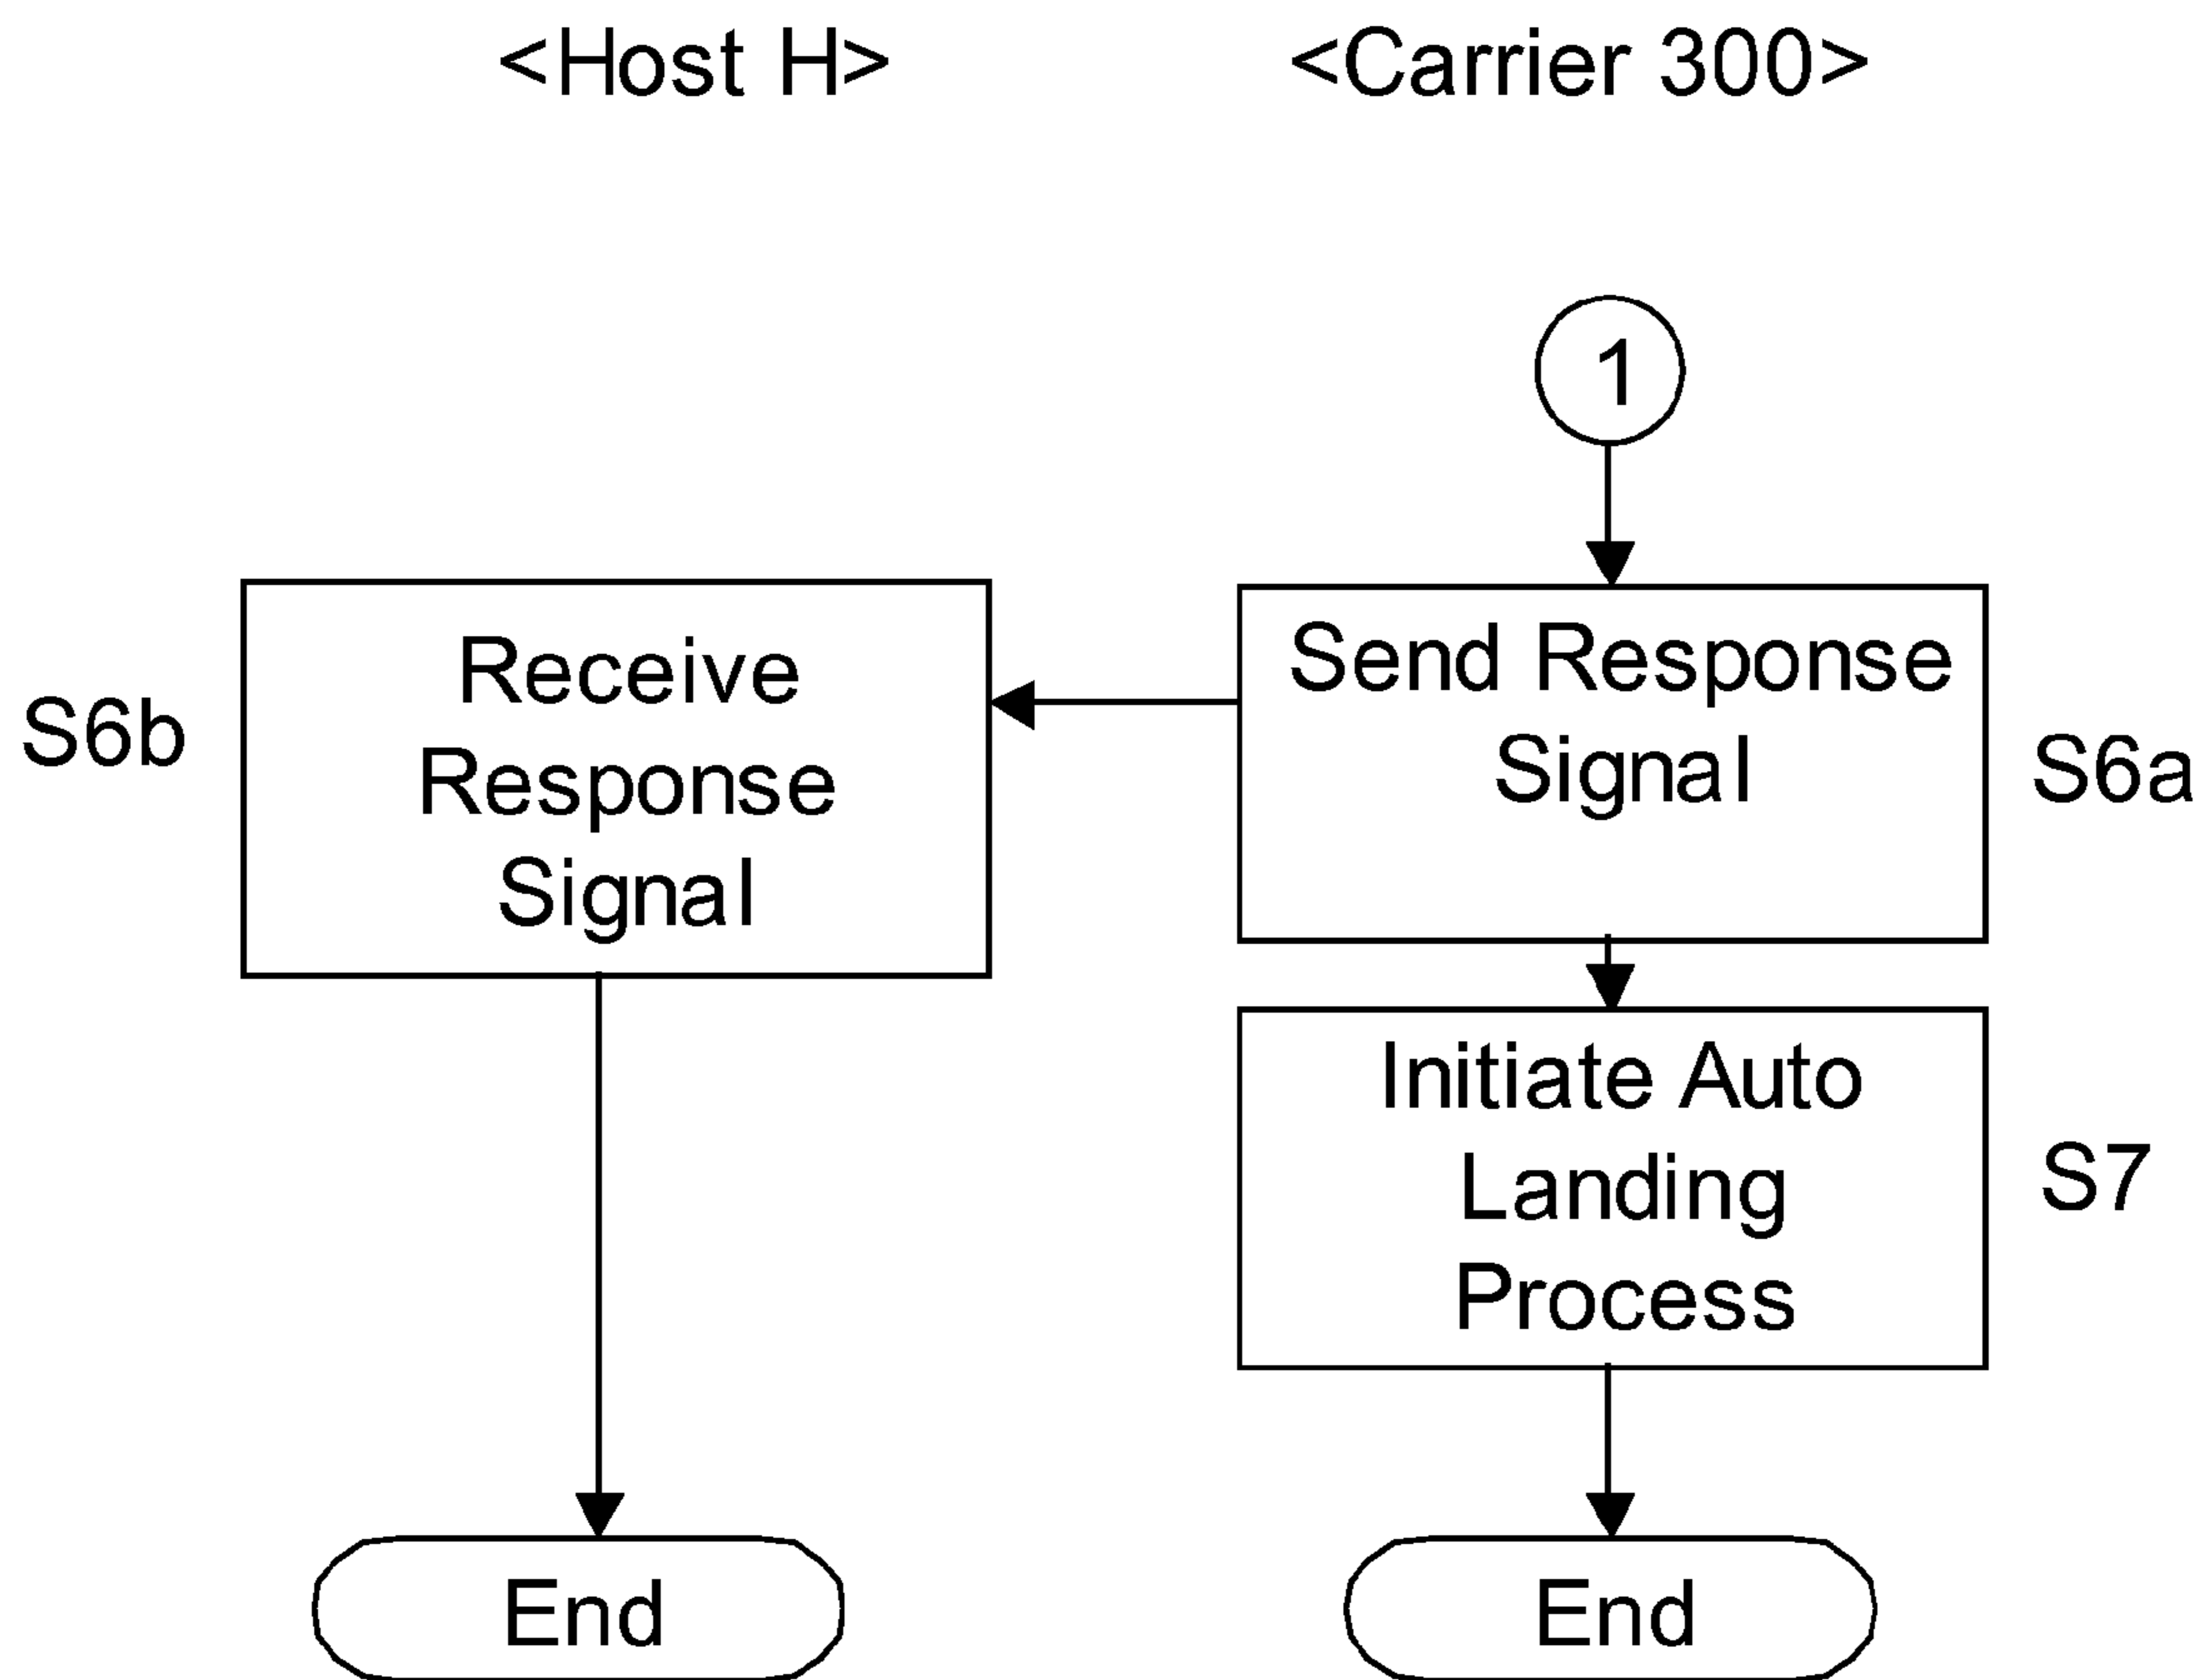 <Host H>
<Carrier 300>
1
Receive
Response
Signal
S6b
Send Response
Signal
S6a
Initiate Auto
Landing
Process
S7
End
End